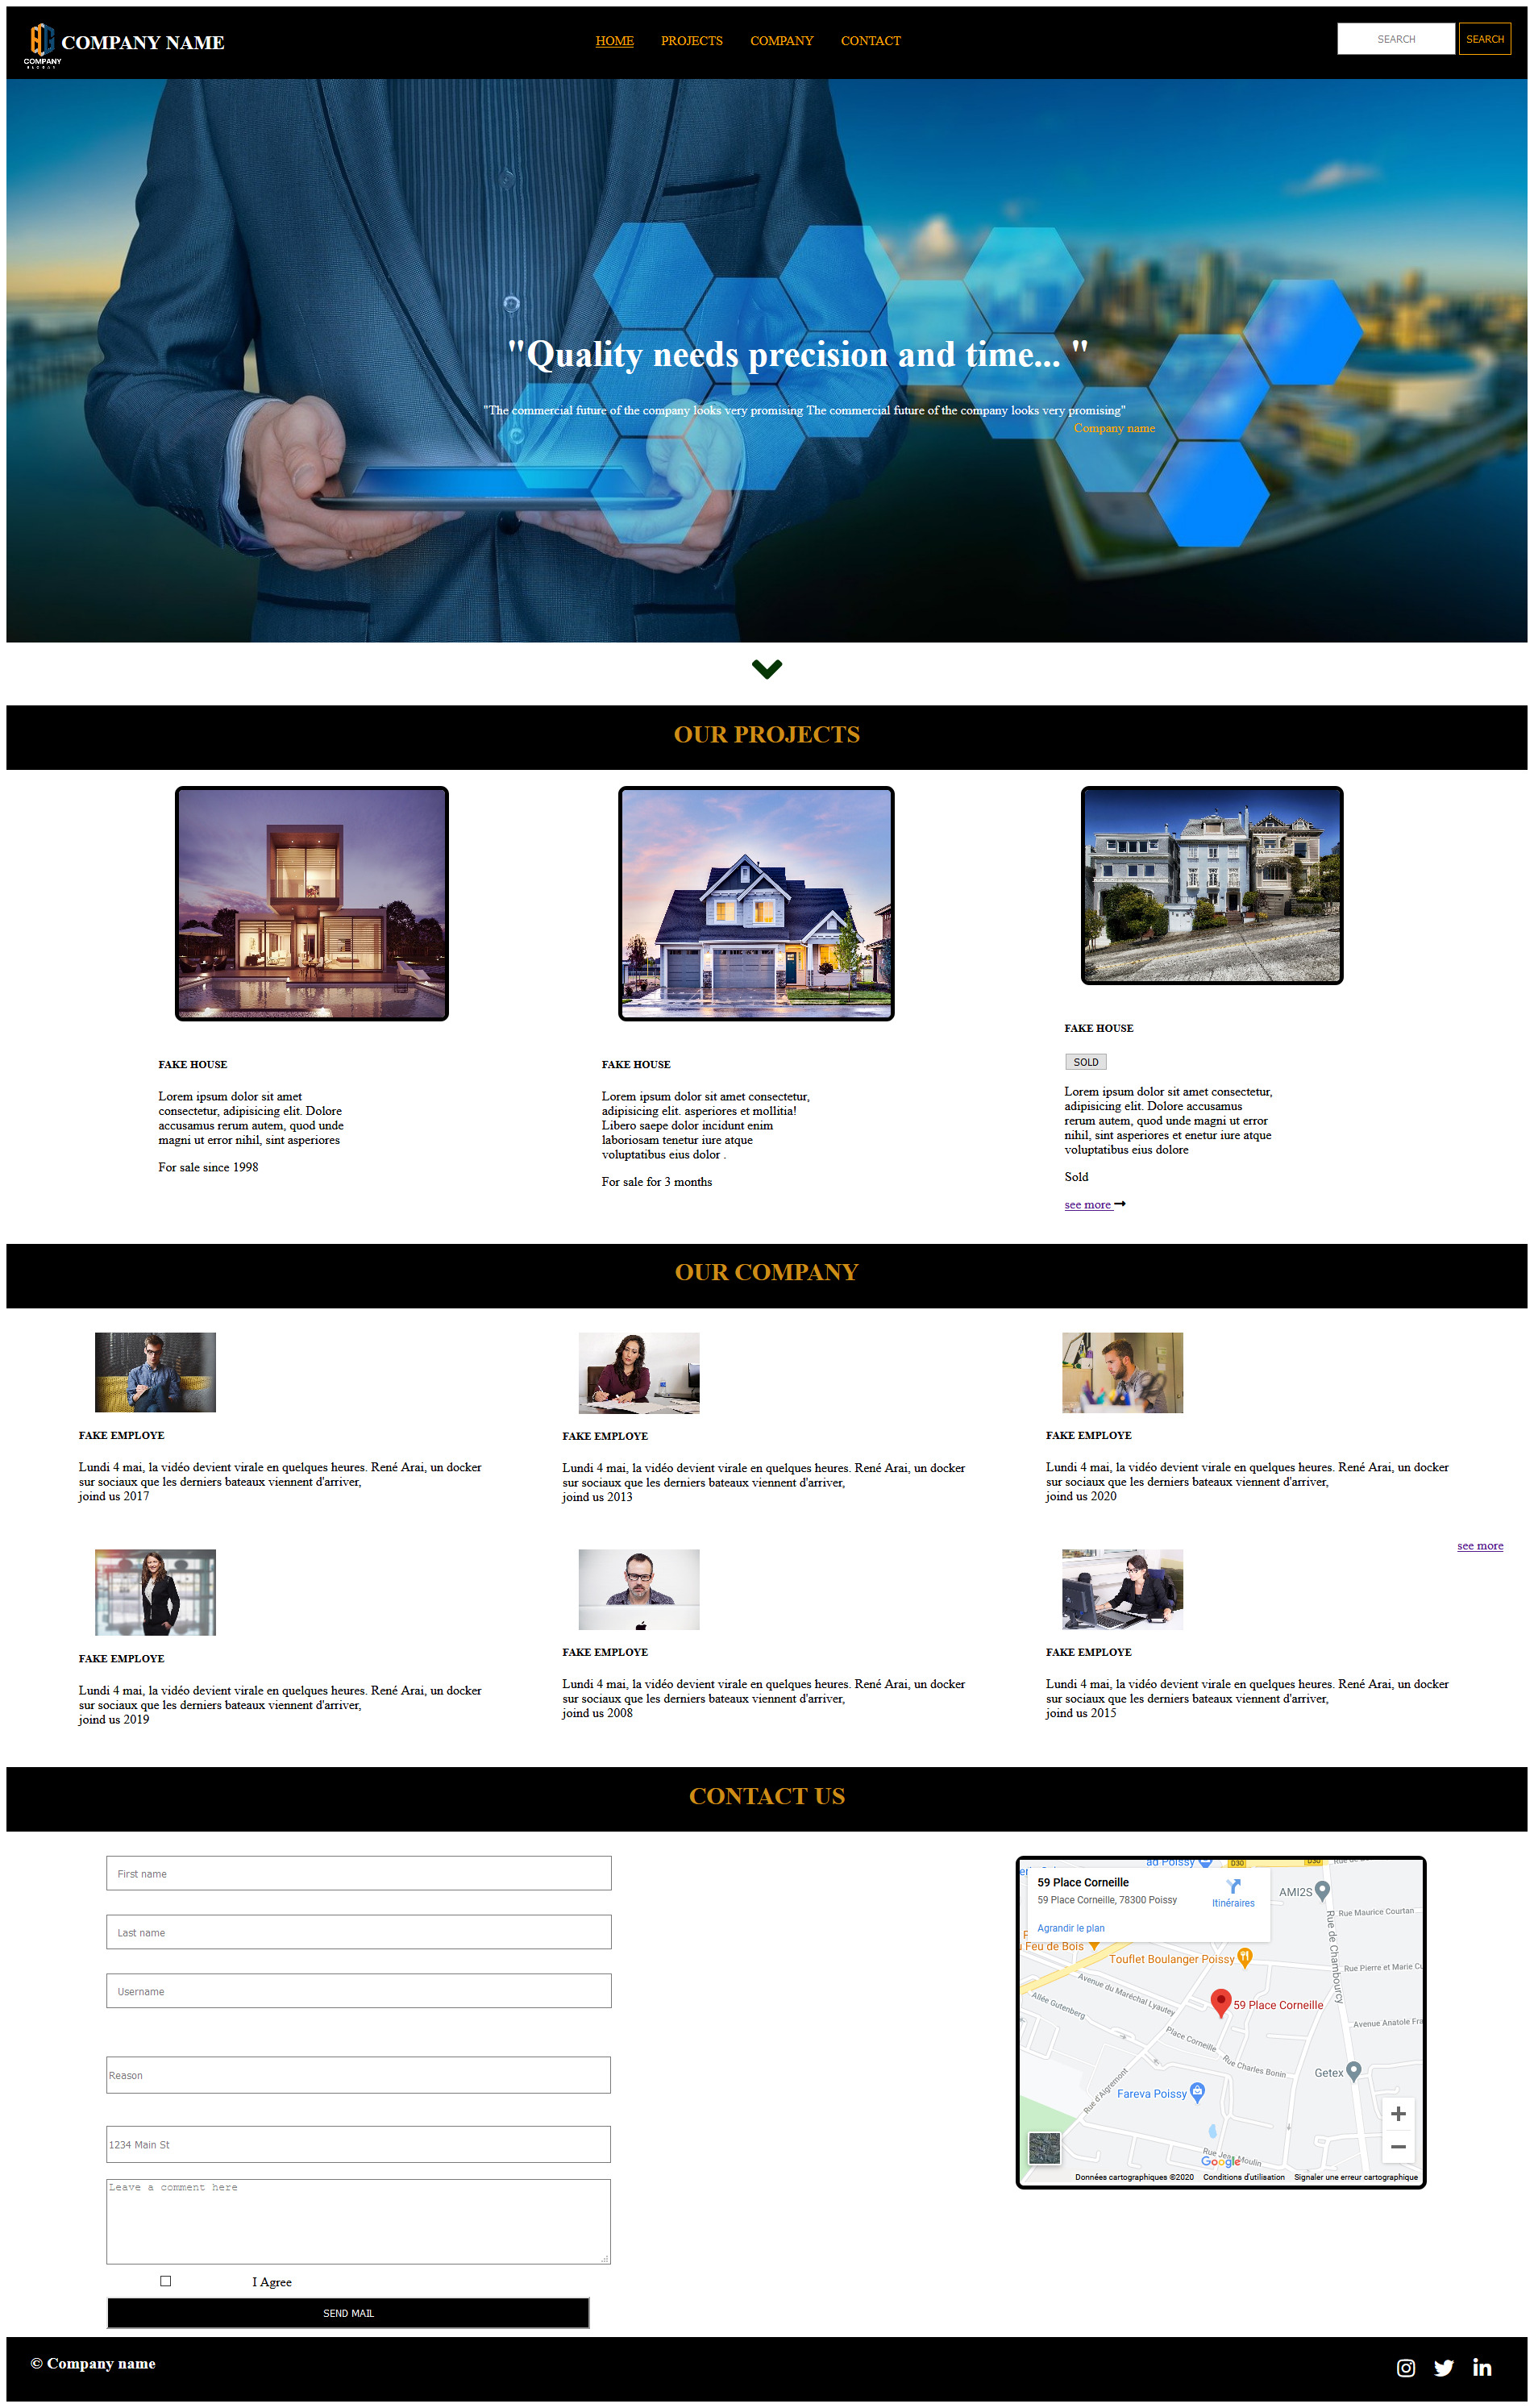 COMPANY NAME
COMPANY
HOME PROJECTS COMPANY CONTACT
SEARCH SEARCH
"Quality needs precision and time... "
"The commercial future of the company looks very promising The commercial future of the company looks very promising"
Company name
OUR PROJECTS
FAKE HOUSE
Lorem ipsum dolor sit amet
consectetur, adipisicing elit. Dolore
accusamus rerum autem, quod unde
magni ut error nihil, sint asperiores
For sale since 1998
FAKE HOUSE
Lorem ipsum dolor sit amet consectetur,
adipisicing elit. asperiores et mollitia!
Libero saepe dolor incidunt enim
laboriosam tenetur iure atque
voluptatibus eius dolor .
For sale for 3 months
FAKE HOUSE
SOLD
Lorem ipsum dolor sit amet consectetur,
adipisicing elit. Dolore accusamus
rerum autem, quod unde magni ut error
nihil, sint asperiores et enetur iure atque
voluptatibus eius dolore
Sold
see more
OUR COMPANY
FAKE EMPLOYE
Lundi 4 mai, la vidéo devient virale en quelques heures. René Arai, un docker
sur sociaux que les derniers bateaux viennent d'arriver,
joind us 2017
FAKE EMPLOYE
Lundi 4 mai, la vidéo devient virale en quelques heures. René Arai, un docker
sur sociaux que les derniers bateaux viennent d'arriver,
joind us 2013
FAKE EMPLOYE
Lundi 4 mai, la vidéo devient virale en quelques heures. René Arai, un docker
sur sociaux que les derniers bateaux viennent d'arriver,
joind us 2020
see more
FAKE EMPLOYE
Lundi 4 mai, la vidéo devient virale en quelques heures. René Arai, un docker
sur sociaux que les derniers bateaux viennent d'arriver,
joind us 2019
FAKE EMPLOYE
Lundi 4 mai, la vidéo devient virale en quelques heures. René Arai, un docker
sur sociaux que les derniers bateaux viennent d'arriver,
joind us 2008
FAKE EMPLOYE
Lundi 4 mai, la vidéo devient virale en quelques heures. René Arai, un docker
sur sociaux que les derniers bateaux viennent d'arriver,
joind us 2015
CONTACT US
First name
Last name
Username
Reason
1234 Main St
Leave a comment here
I Agree
SEND MAIL
ad Poissy
D30
D30
59 Place Corneille
59 Place Corneille, 78300 Poissy
Itinéraires
Agrandir le plan
AMI2S
Rue Maurice Courtan
Rue de Chambourcy
u Feu de Bois
Touflet Boulanger Poissy
Rue Pierre et Marie Cu
Avenue du Maréchal Lyautey
Allée Gutenberg
59 Place Corneille
Avenue Anatole Fra
Place Corneille
Rue Charles Bonin
Getex
Rue d'Aigremont
Fareva Poissy
Rue Jean Moulin
Google
Données cartographiques ©2020 Conditions d'utilisation Signaler une erreur cartographique
© Company name